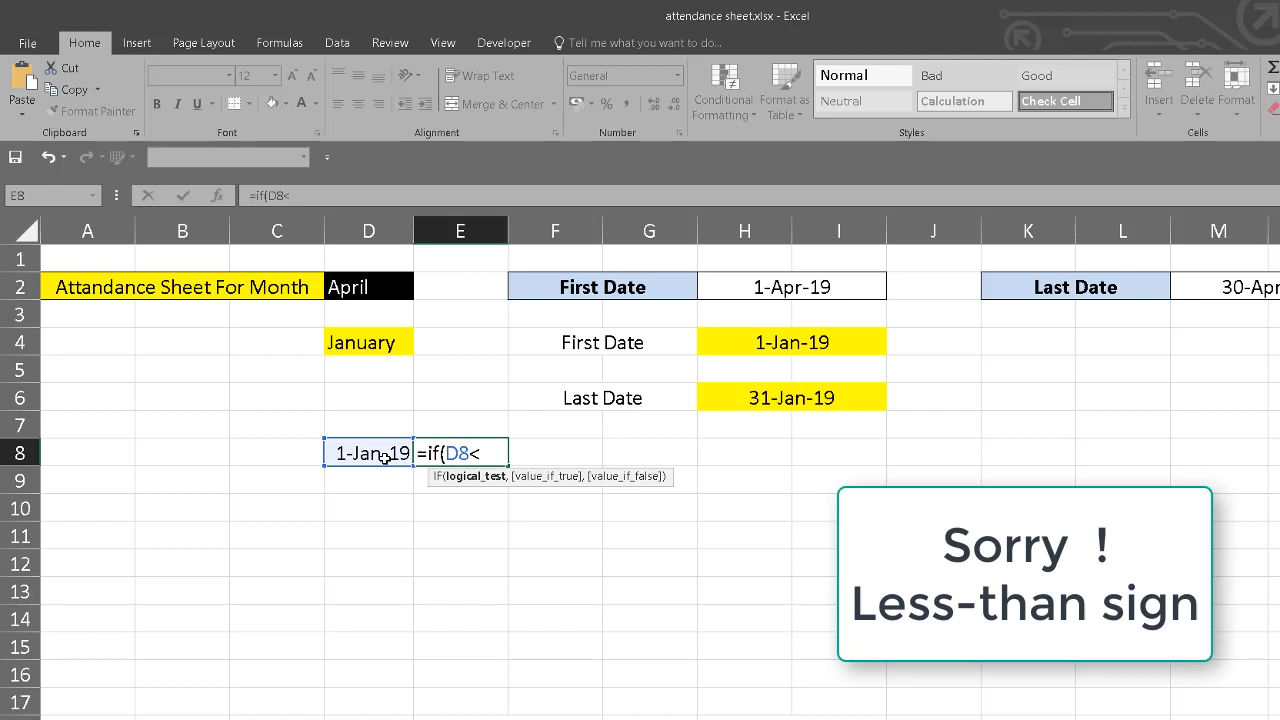 attendance sheet.xlsx - Excel
File Home Insert Page Layout Formulas Data Review View Developer Tell me what you want to do...
Paste
Cut
Copy
Format Painter
Clipboard
12
A A
B I U A
Font
Wrap Text
Merge & Center
Alignment
General
% ,
Number
Conditional
Formatting
Format as
Table
Normal Bad Good
Neutral Calculation Check Cell
Styles
Insert Delete Format
Cells
E8 fx =if(D8<
A B C D E F G H I J K L M
1
2 Attandance Sheet For Month April First Date 1-Apr-19 Last Date 30-Apr
3
4 January First Date 1-Jan-19
5
6 Last Date 31-Jan-19
7
8 1-Jan-19 =if(D8<
IF(logical_test, [value_if_true], [value_if_false])
9
10
11
12
13
14
15
16
17
Sorry !
Less-than sign